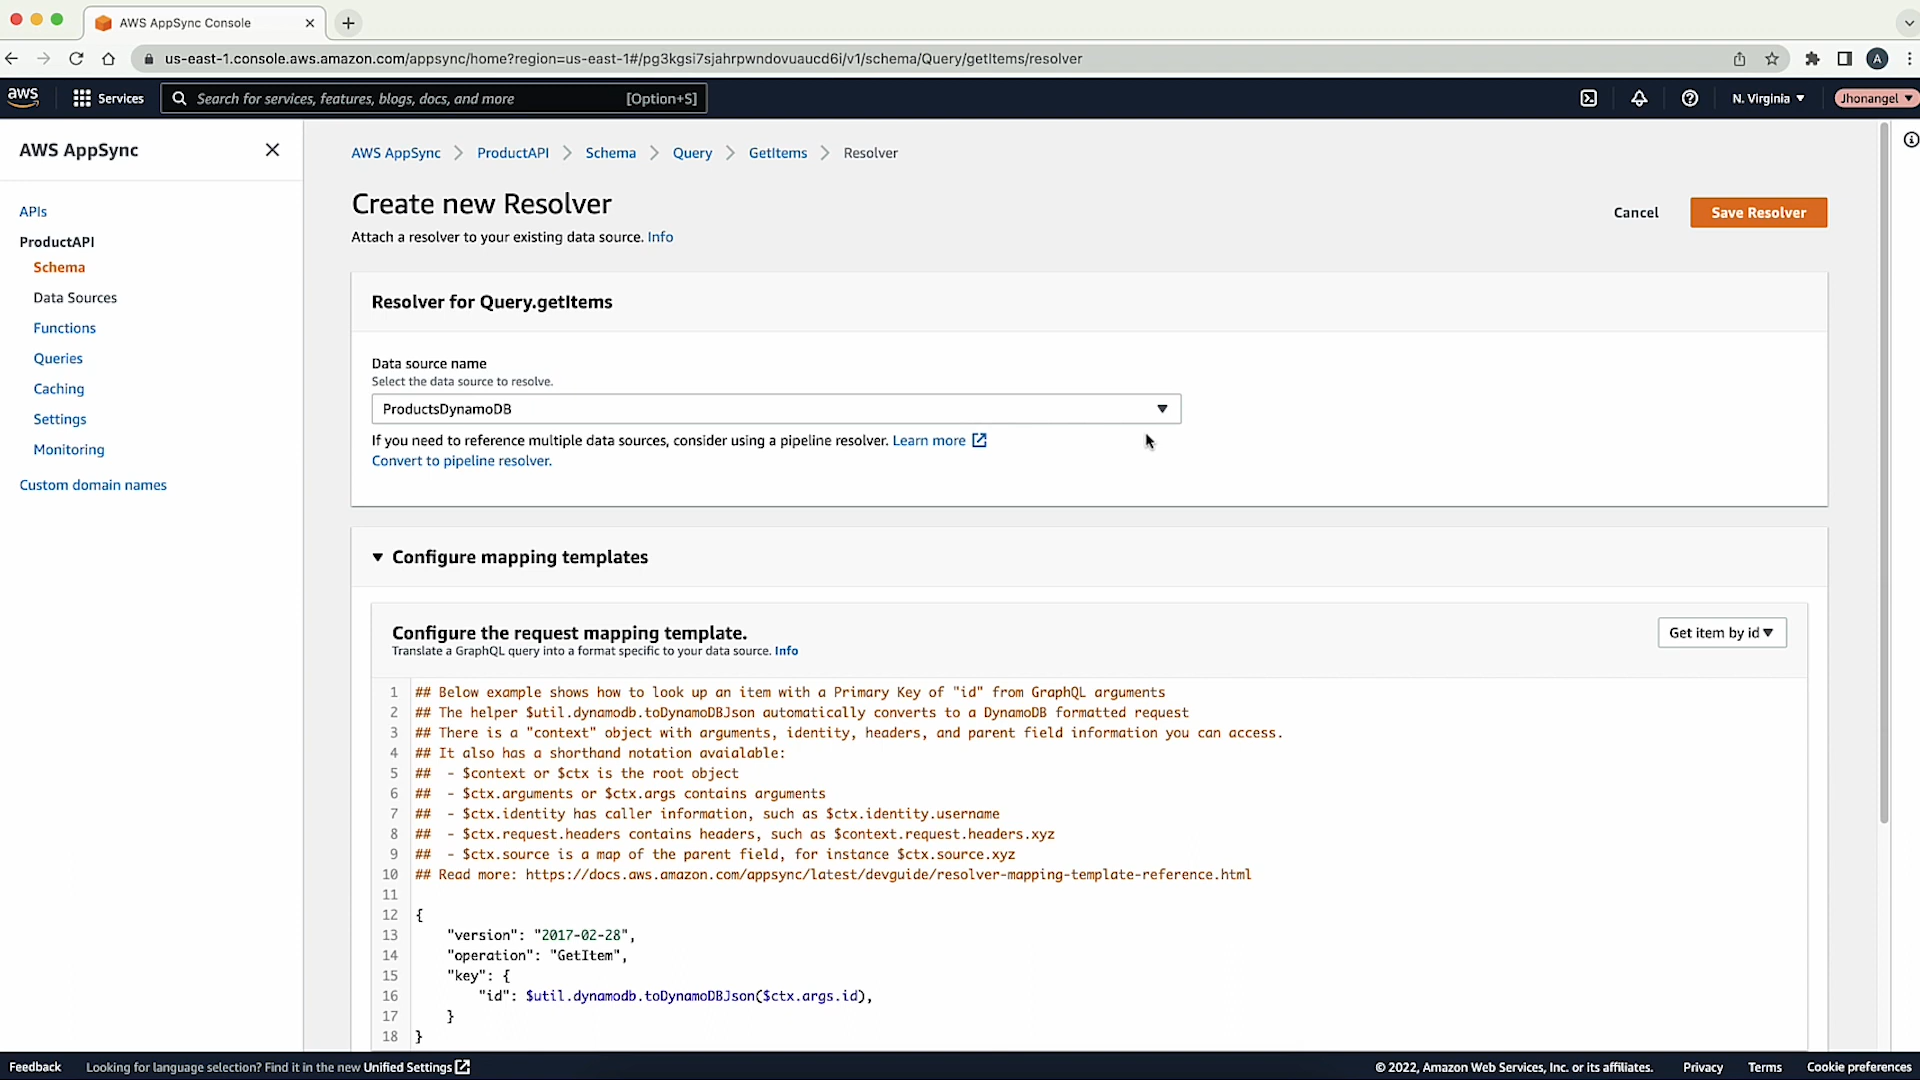 AWS AppSync Console
us-east-1.console.aws.amazon.com/appsync/home?region=us-east-1#/pg3kgsi7sjahrpwndovuaucd6i/v1/schema/Query/getItems/resolver
A
aws
Services
Search for services, features, blogs, docs, and more
[Option+S]
N. Virginia
Jhonangel
AWS AppSync
APIs
ProductAPI
Schema
Data Sources
Functions
Queries
Caching
Settings
Monitoring
Custom domain names
AWS AppSync
ProductAPI
Schema
Query
GetItems
Resolver
Create new Resolver
Attach a resolver to your existing data source. Info
Cancel
Save Resolver
Resolver for Query.getItems
Data source name
Select the data source to resolve.
ProductsDynamoDB
If you need to reference multiple data sources, consider using a pipeline resolver. Learn more
Convert to pipeline resolver.
Configure mapping templates
Configure the request mapping template.
Translate a GraphQL query into a format specific to your data source. Info
Get item by id
1 ## Below example shows how to look up an item with a Primary Key of "id" from GraphQL arguments
2 ## The helper $util.dynamodb.toDynamoDBJson automatically converts to a DynamoDB formatted request
3 ## There is a "context" object with arguments, identity, headers, and parent field information you can access.
4 ## It also has a shorthand notation avaialable:
5 ##  - $context or $ctx is the root object
6 ##  - $ctx.arguments or $ctx.args contains arguments
7 ##  - $ctx.identity has caller information, such as $ctx.identity.username
8 ##  - $ctx.request.headers contains headers, such as $context.request.headers.xyz
9 ##  - $ctx.source is a map of the parent field, for instance $ctx.source.xyz
10 ## Read more: https://docs.aws.amazon.com/appsync/latest/devguide/resolver-mapping-template-reference.html
11
12 {
13     "version": "2017-02-28",
14     "operation": "GetItem",
15     "key": {
16         "id": $util.dynamodb.toDynamoDBJson($ctx.args.id),
17     }
18 }
Feedback
Looking for language selection? Find it in the new Unified Settings
© 2022, Amazon Web Services, Inc. or its affiliates.
Privacy
Terms
Cookie preferences